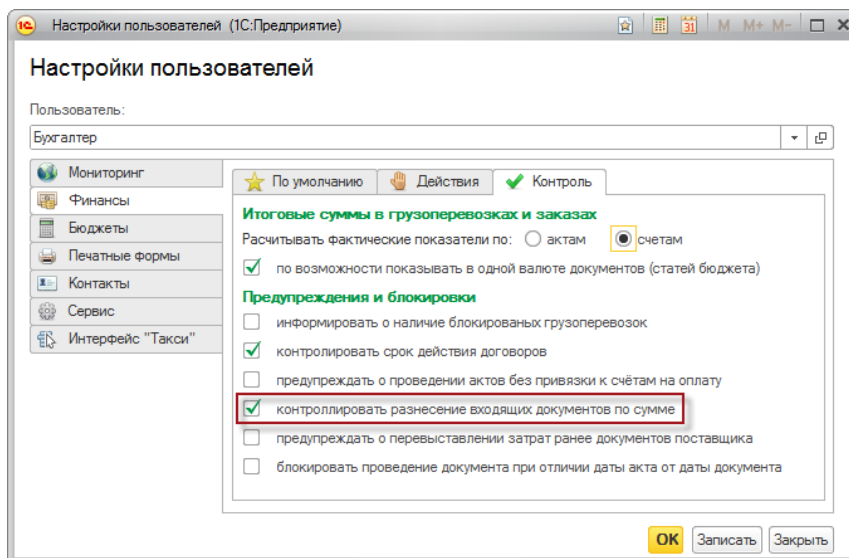 1С Настройки пользователей (1С:Предприятие) 31 M M+ M-
Настройки пользователей
Пользователь:
Бухгалтер
Мониторинг
Финансы
Бюджеты
Печатные формы
Контакты
Сервис
Интерфейс "Такси"
По умолчанию Действия Контроль
Итоговые суммы в грузоперевозках и заказах
Расчитывать фактические показатели по: актам счетам
по возможности показывать в одной валюте документов (статей бюджета)
Предупреждения и блокировки
информировать о наличие блокированых грузоперевозок
контролировать срок действия договоров
предупреждать о проведении актов без привязки к счётам на оплату
контроллировать разнесение входящих документов по сумме
предупреждать о перевыставлении затрат ранее документов поставщика
блокировать проведение документа при отличии даты акта от даты документа
ОК Записать Закрыть